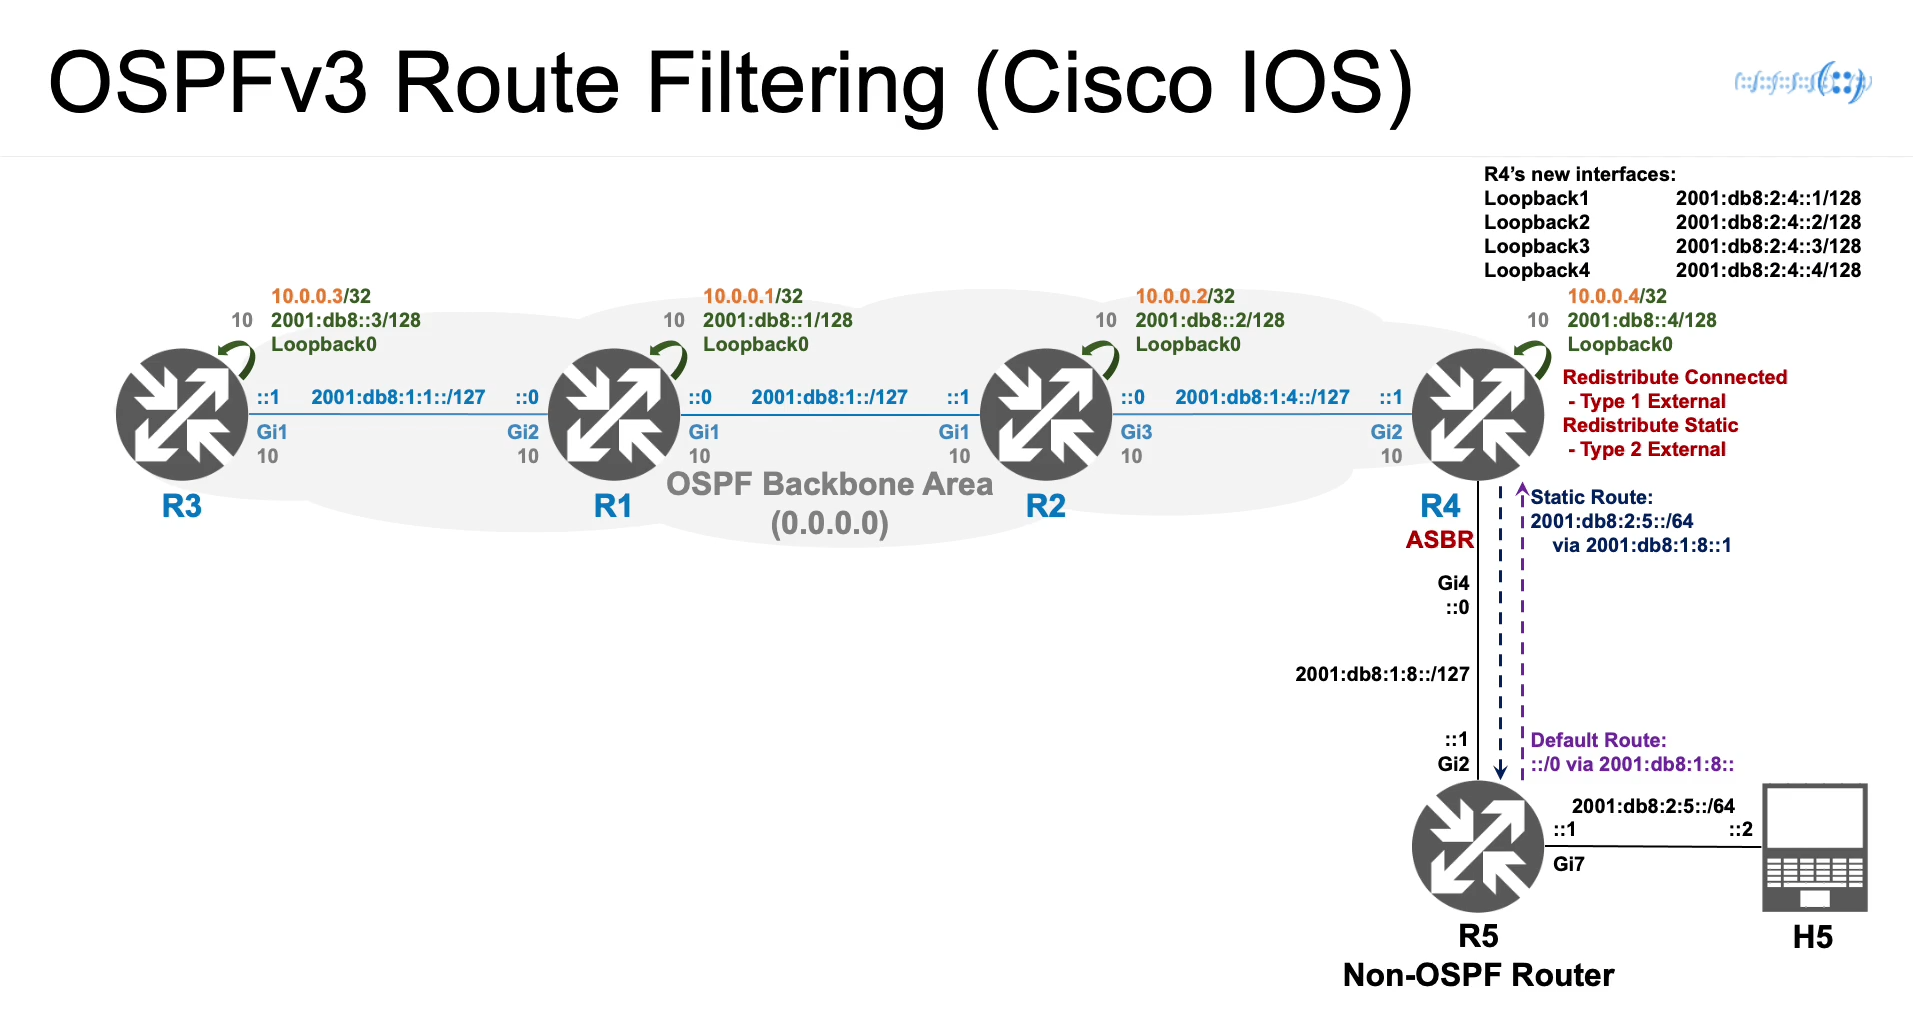 OSPFv3 Route Filtering (Cisco IOS)
R4's new interfaces:
Loopback1 2001:db8:2:4::1/128
Loopback2 2001:db8:2:4::2/128
Loopback3 2001:db8:2:4::3/128
Loopback4 2001:db8:2:4::4/128
10.0.0.3/32
10 2001:db8::3/128
Loopback0
10.0.0.1/32
10 2001:db8::1/128
Loopback0
10.0.0.2/32
10 2001:db8::2/128
Loopback0
10.0.0.4/32
10 2001:db8::4/128
Loopback0
Redistribute Connected
- Type 1 External
Redistribute Static
- Type 2 External
::1 2001:db8:1:1::/127 ::0
Gi1 Gi2
10 10
::0 2001:db8:1::/127 ::1
Gi1 Gi1
10 10
::0 2001:db8:1:4::/127 ::1
Gi3 Gi2
10 10
OSPF Backbone Area
(0.0.0.0)
R3
R1
R2
R4
ASBR
Static Route:
2001:db8:2:5::/64
via 2001:db8:1:8::1
Gi4
::0
2001:db8:1:8::/127
::1
Gi2
Default Route:
::/0 via 2001:db8:1:8::
2001:db8:2:5::/64
::1 ::2
Gi7
R5
Non-OSPF Router
H5